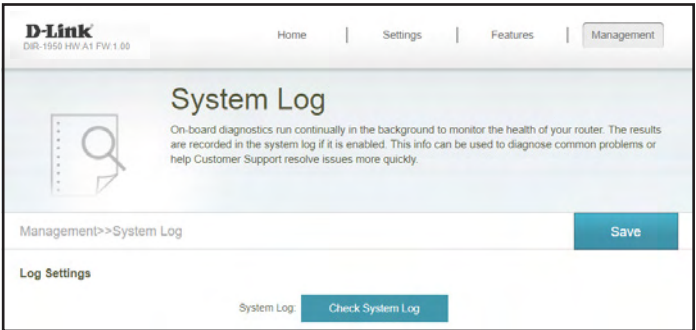 D-Link
DIR-1950 HW:A1 FW:1.00
Home | Settings | Features | Management
System Log
On-board diagnostics run continually in the background to monitor the health of your router. The results
are recorded in the system log if it is enabled. This info can be used to diagnose common problems or
help Customer Support resolve issues more quickly.
Management>>System Log
Save
Log Settings
System Log: Check System Log